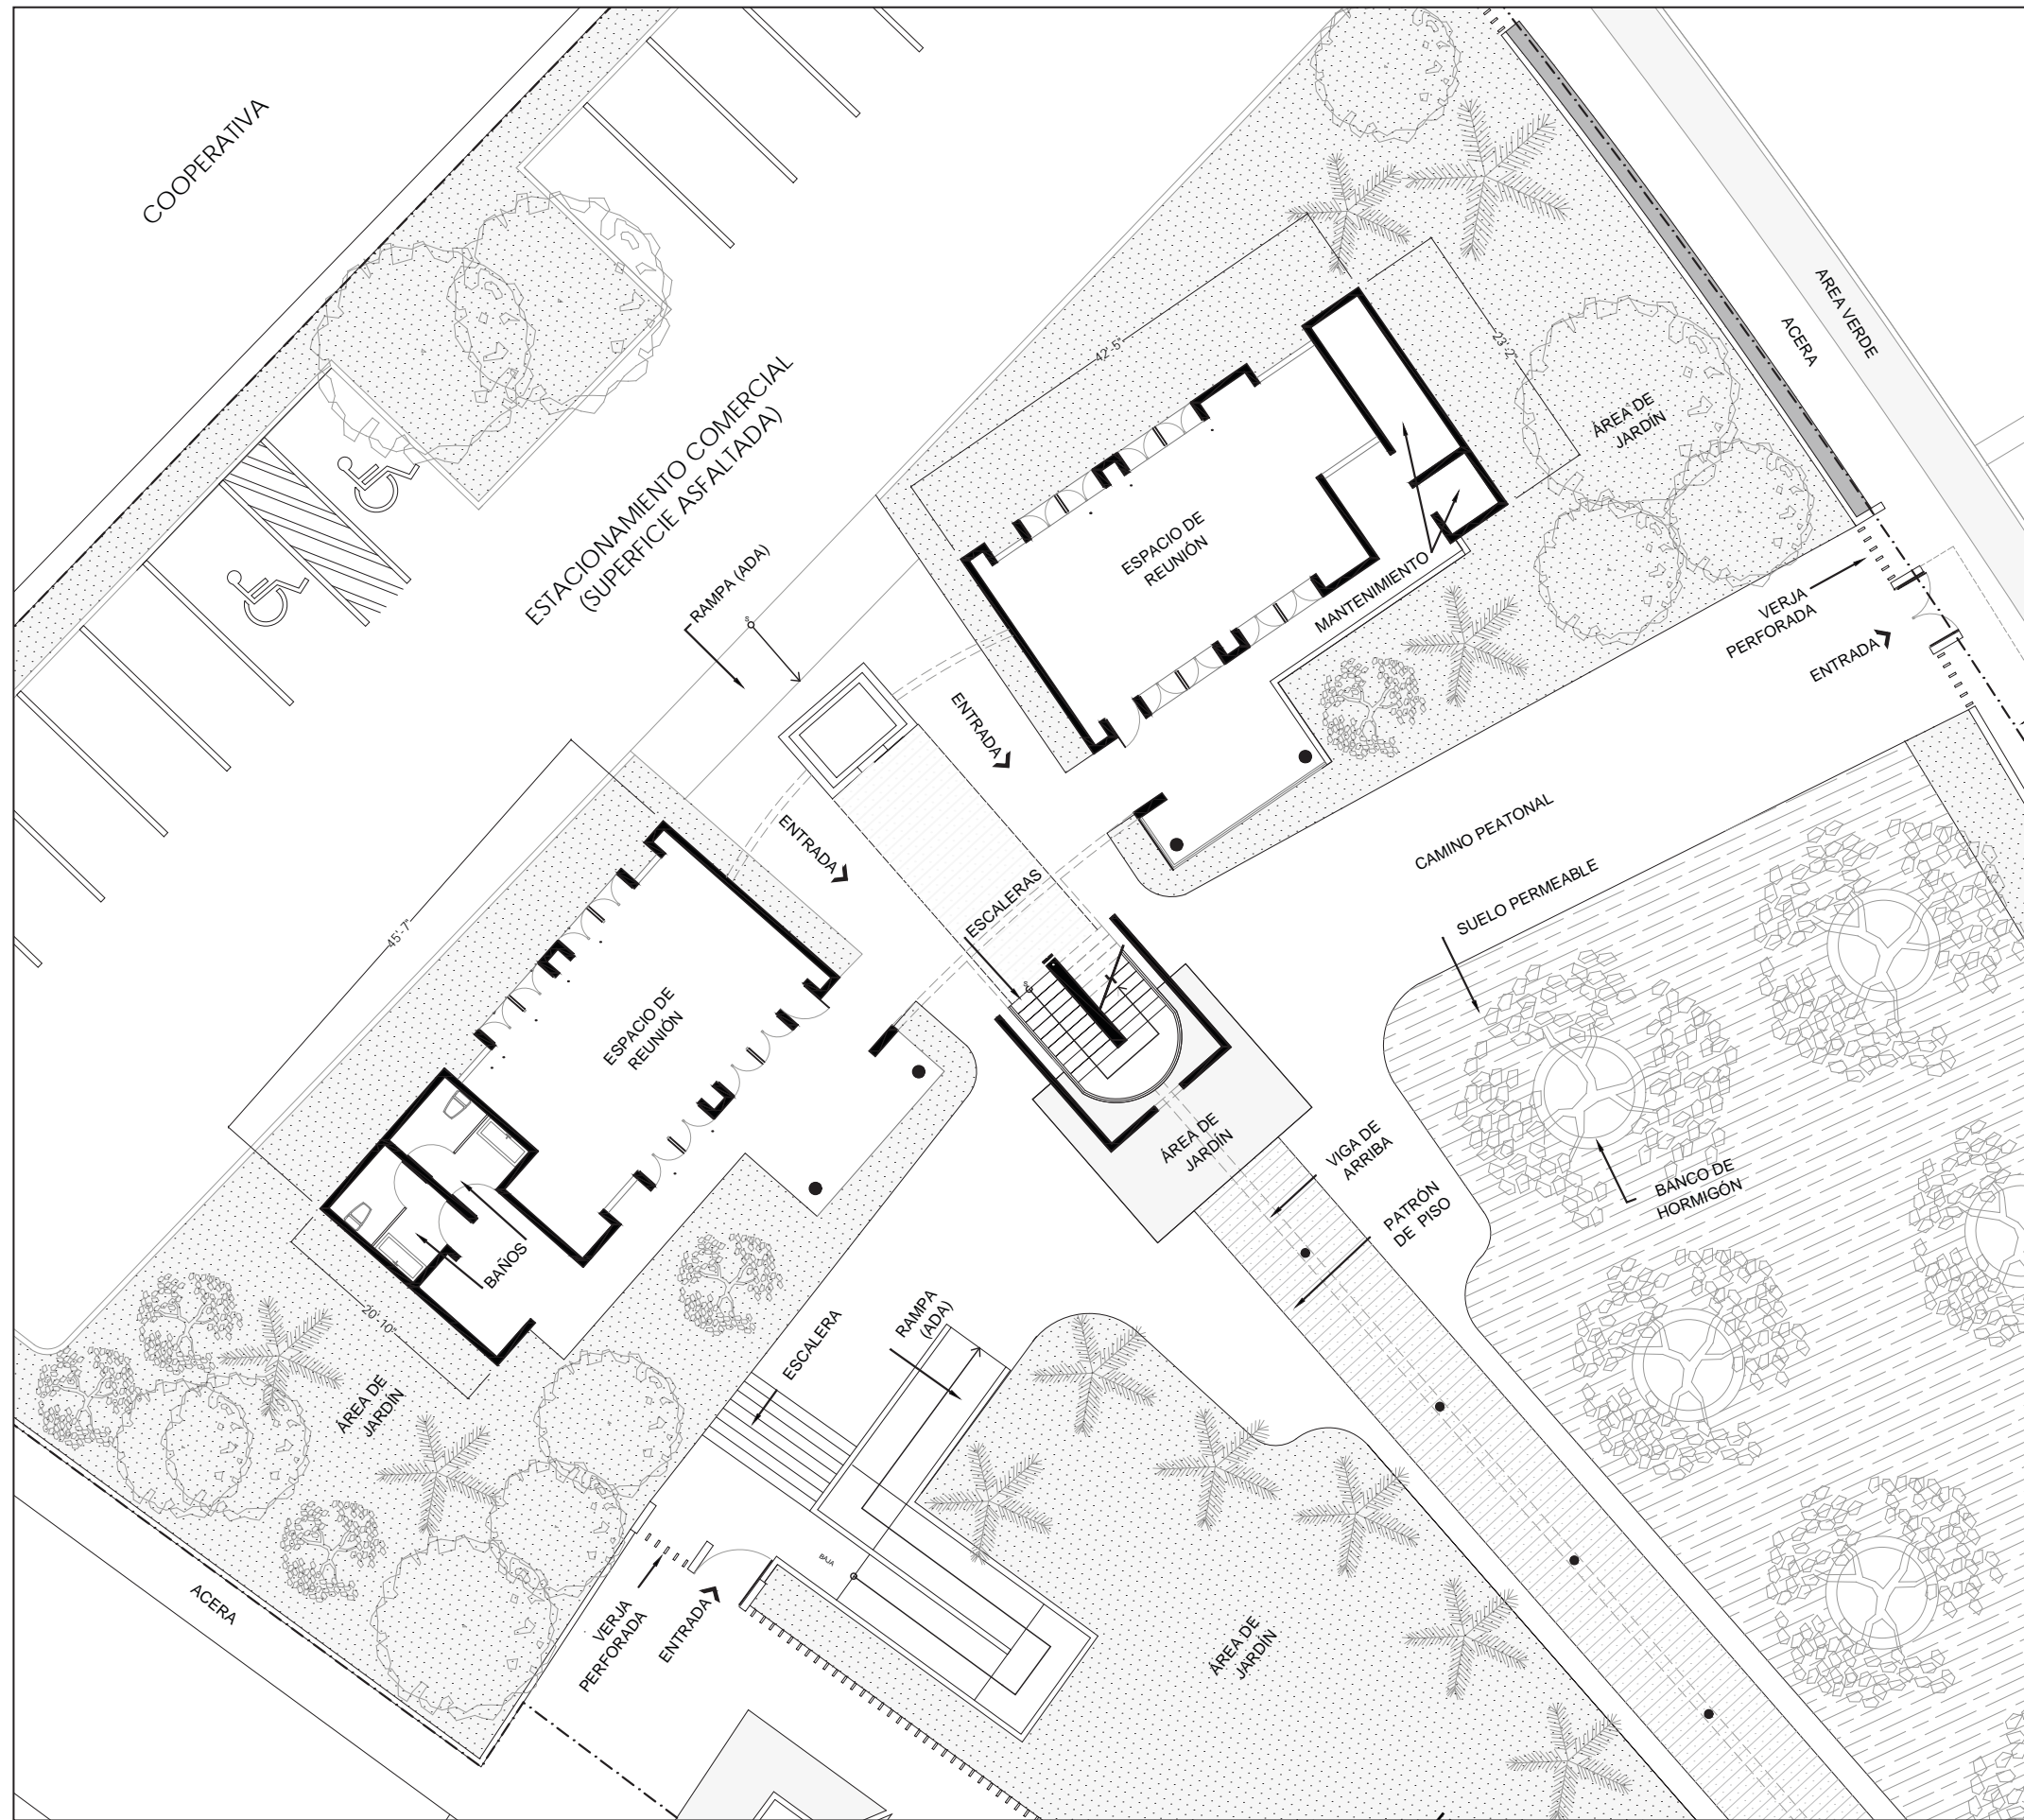 COOPERATIVA
ESTACIONAMIENTO COMERCIAL
(SUPERFICIE ASFALTADA)
RAMPA (ADA)
S
42'-5"
23'-2"
ESPACIO DE
REUNIÓN
MANTENIMIENTO
ÁREA DE
JARDÍN
ACERA
AREA VERDE
VERJA
PERFORADA
ENTRADA
ENTRADA
ENTRADA
CAMINO PEATONAL
SUELO PERMEABLE
ESCALERAS
S
45'-7"
ESPACIO DE
REUNIÓN
BAÑOS
20'-10"
ÁREA DE
JARDÍN
VIGA DE
ARRIBA
PATRÓN
DE PISO
BANCO DE
HORMIGÓN
ÁREA DE
JARDÍN
ESCALERA
RAMPA
(ADA)
BAJA
ACERA
VERJA
PERFORADA
ENTRADA
ÁREA DE
JARDÍN